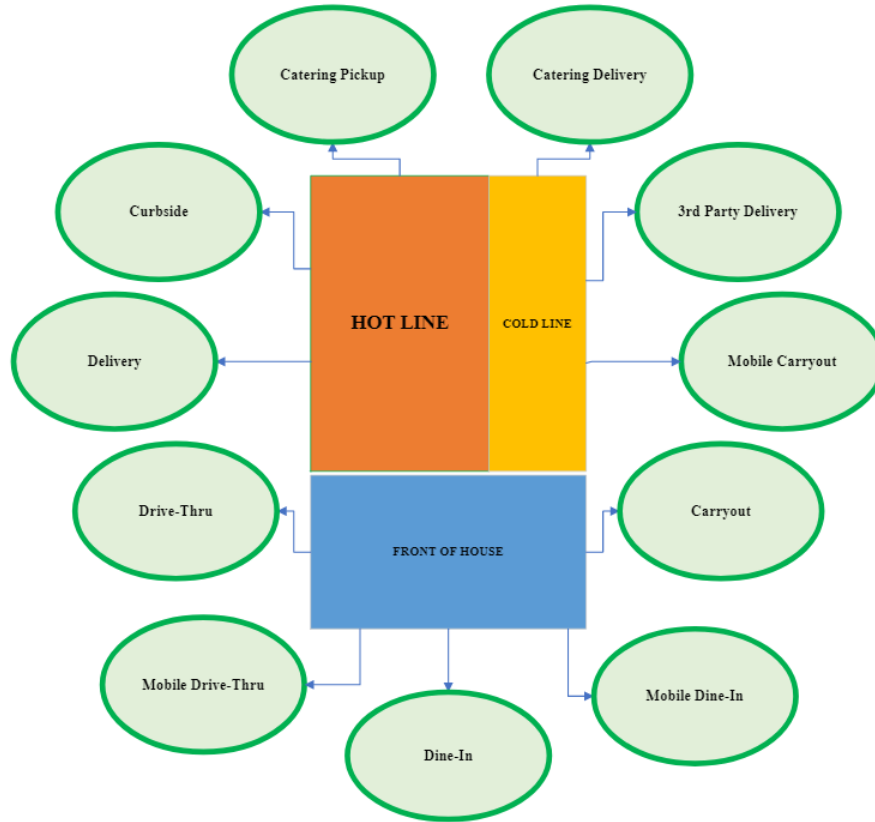 Catering Pickup
Catering Delivery
Curbside
3rd Party Delivery
HOT LINE
COLD LINE
Delivery
Mobile Carryout
Drive-Thru
Carryout
FRONT OF HOUSE
Mobile Drive-Thru
Mobile Dine-In
Dine-In